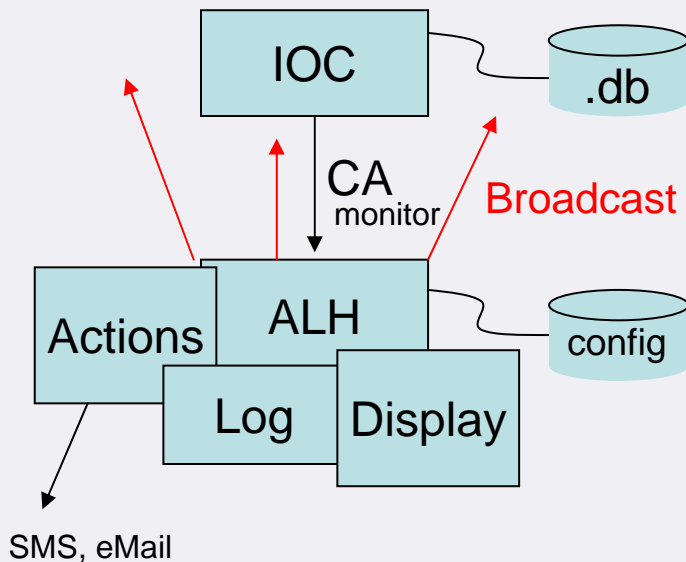 IOC
.db
CA
monitor
Broadcast
Actions
ALH
config
Log
Display
SMS, eMail